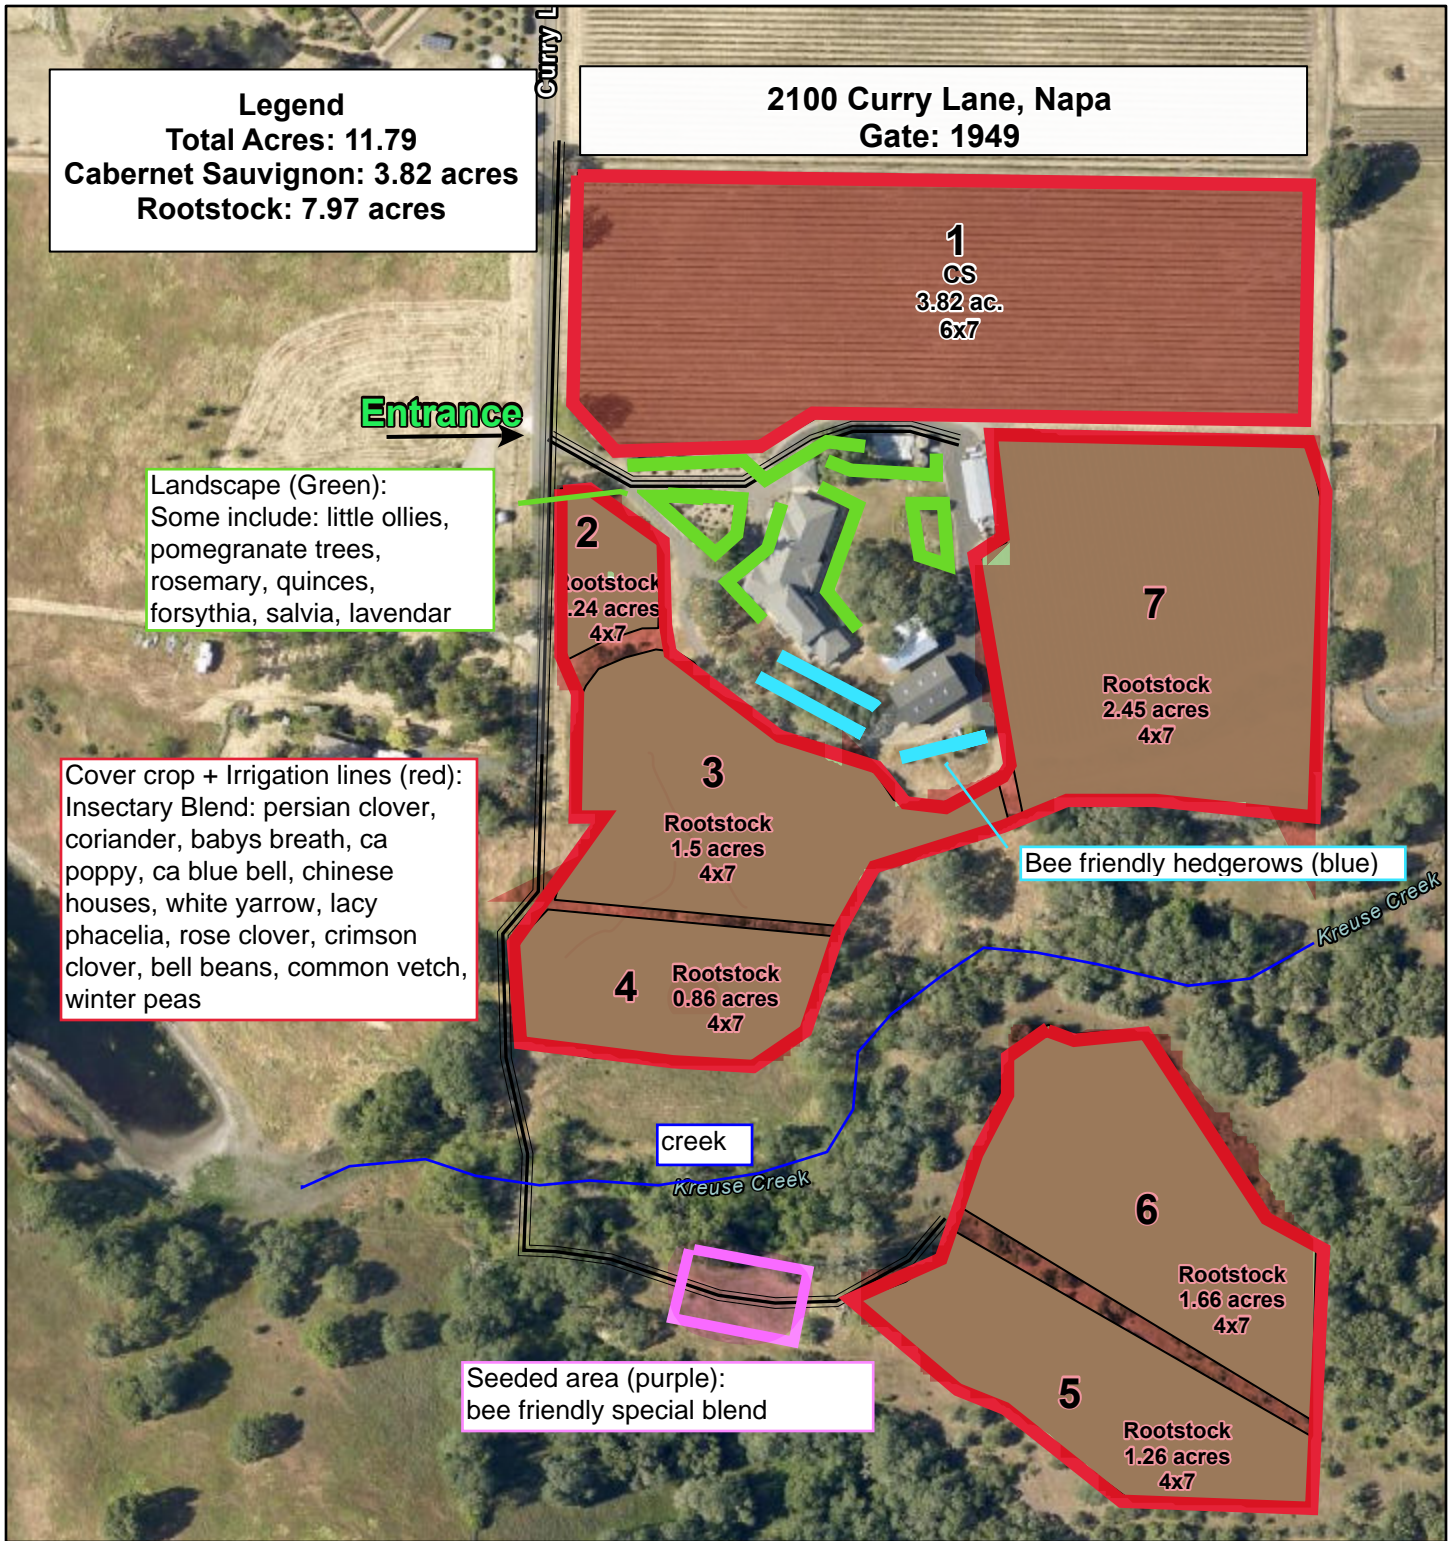 Curry L
Legend
Total Acres: 11.79
Cabernet Sauvignon: 3.82 acres
Rootstock: 7.97 acres
2100 Curry Lane, Napa
Gate: 1949
1
CS
3.82 ac.
6x7
Entrance
Landscape (Green):
Some include: little ollies,
pomegranate trees,
rosemary, quinces,
forsythia, salvia, lavendar
2
Rootstock
.24 acres
4x7
7
Rootstock
2.45 acres
4x7
3
Rootstock
1.5 acres
4x7
Cover crop + Irrigation lines (red):
Insectary Blend: persian clover,
coriander, babys breath, ca
poppy, ca blue bell, chinese
houses, white yarrow, lacy
phacelia, rose clover, crimson
clover, bell beans, common vetch,
winter peas
Bee friendly hedgerows (blue)
Kreuse Creek
4
Rootstock
0.86 acres
4x7
creek
Kreuse Creek
6
Rootstock
1.66 acres
4x7
Seeded area (purple):
bee friendly special blend
5
Rootstock
1.26 acres
4x7